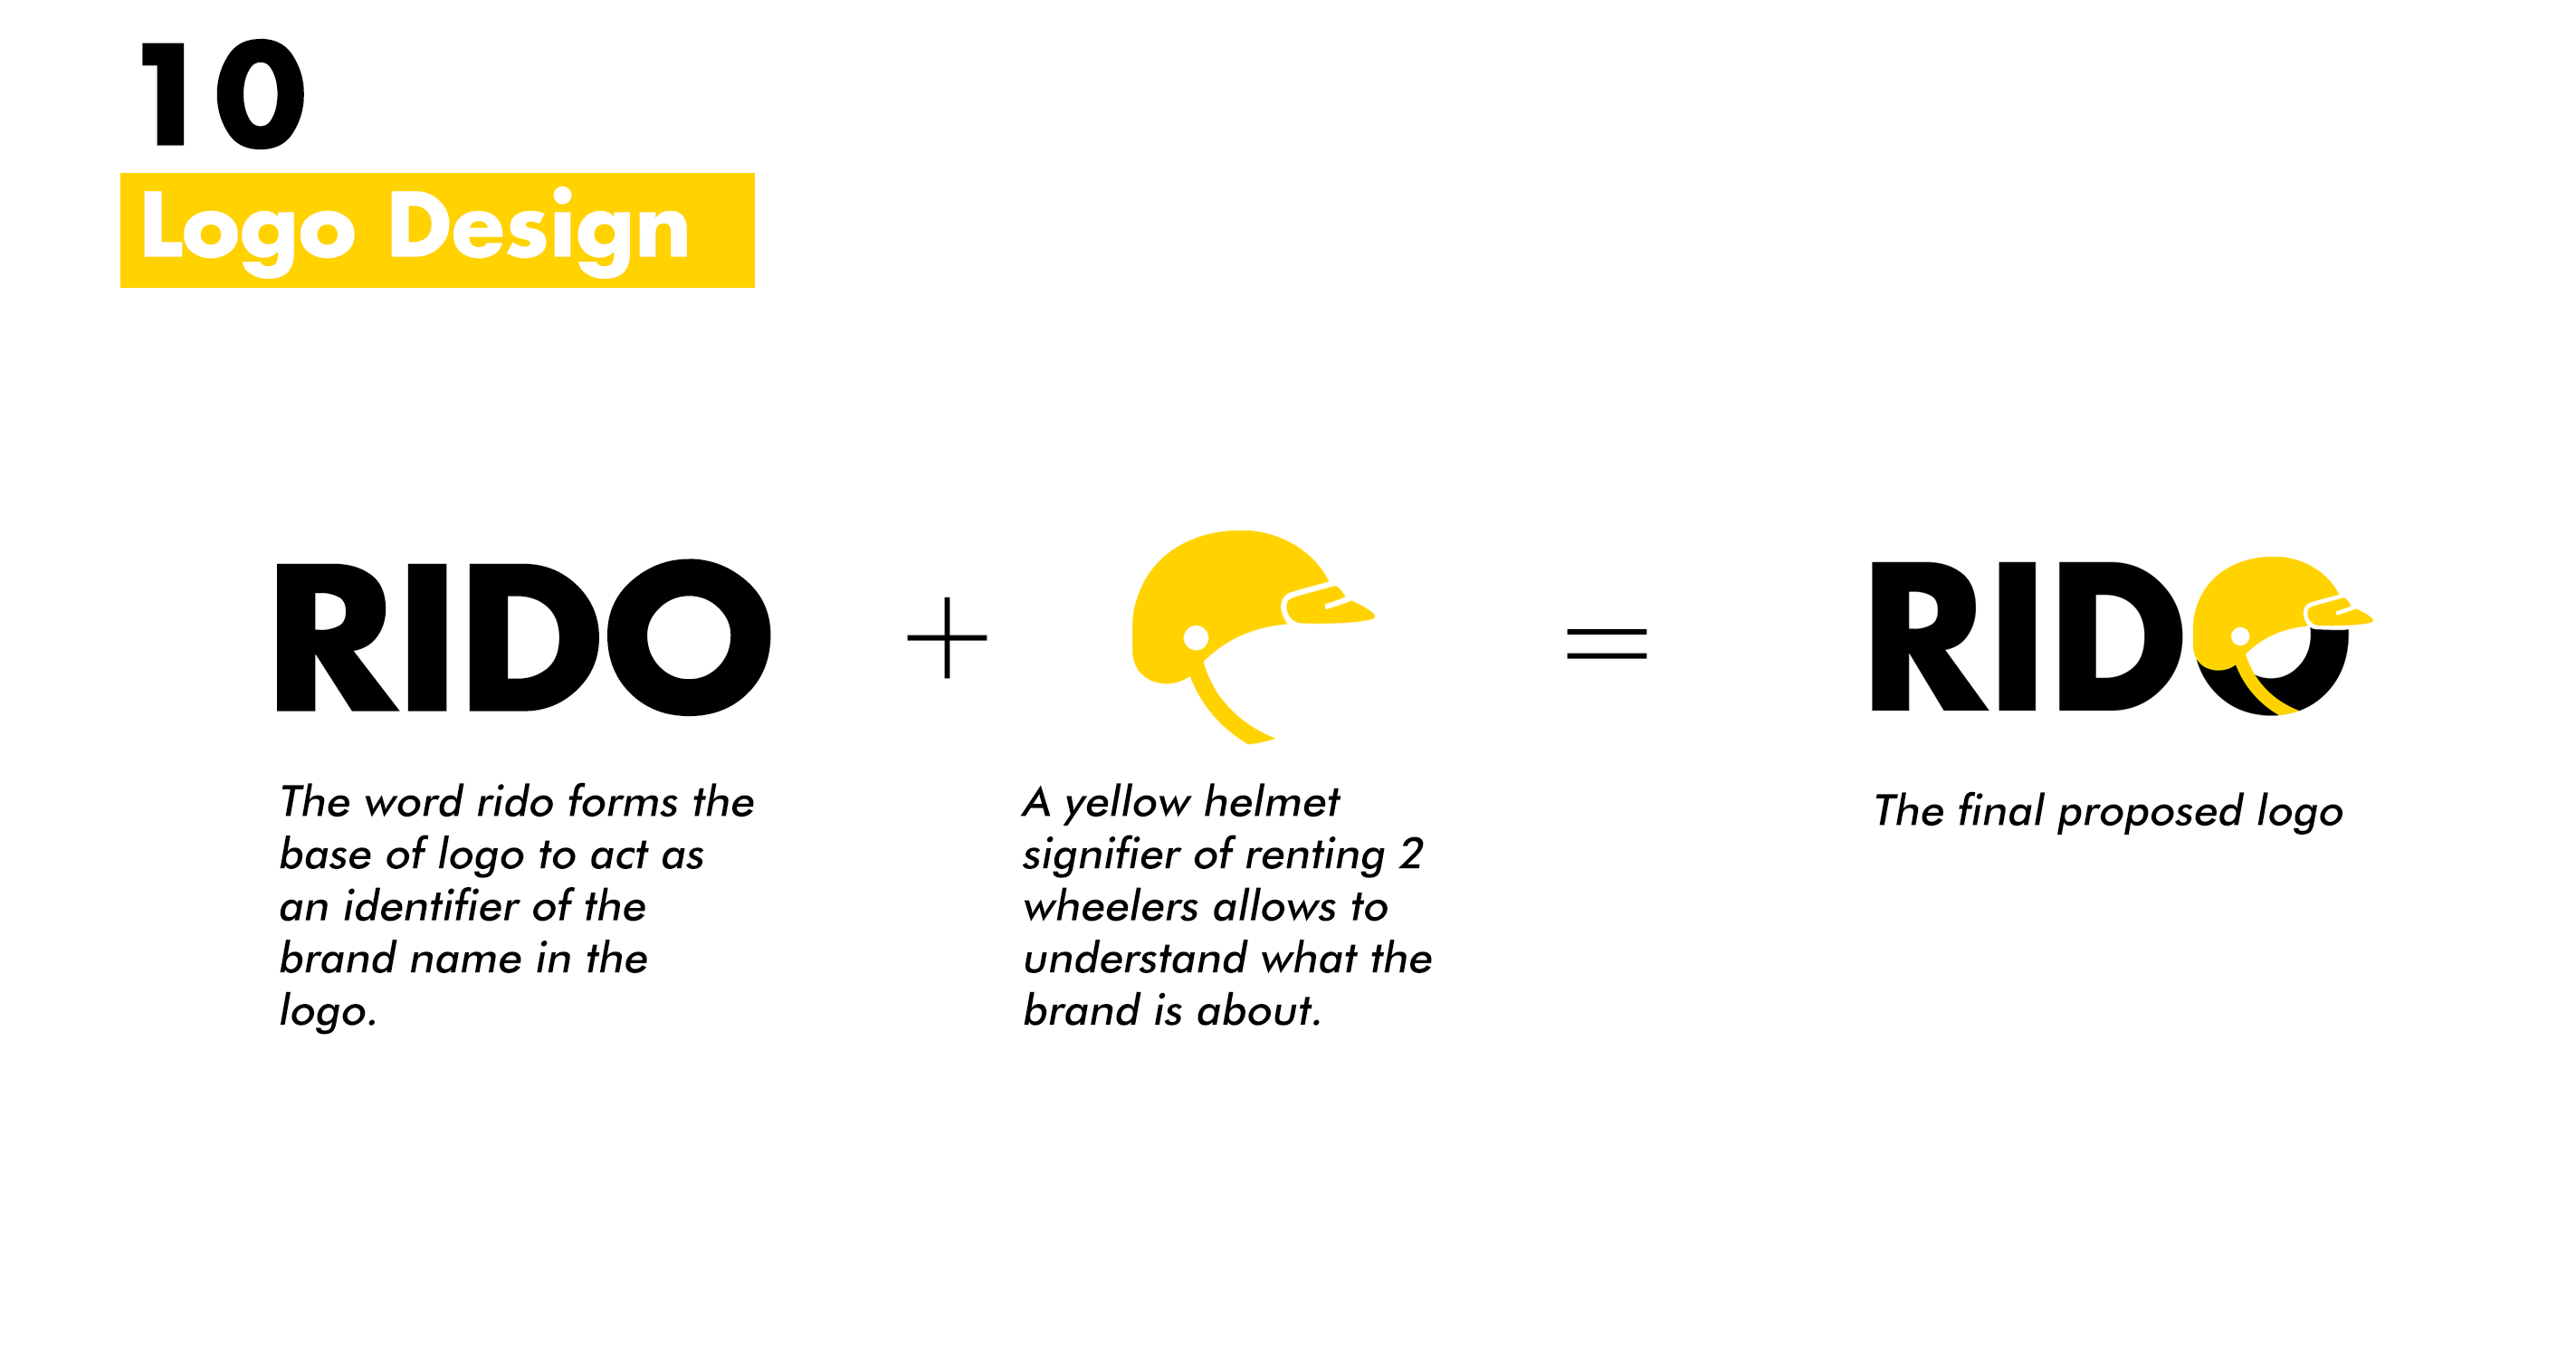 10
Logo Design
RIDO
+
=
RIDO
The word rido forms the
base of logo to act as
an identifier of the
brand name in the
logo.
A yellow helmet
signifier of renting 2
wheelers allows to
understand what the
brand is about.
The final proposed logo